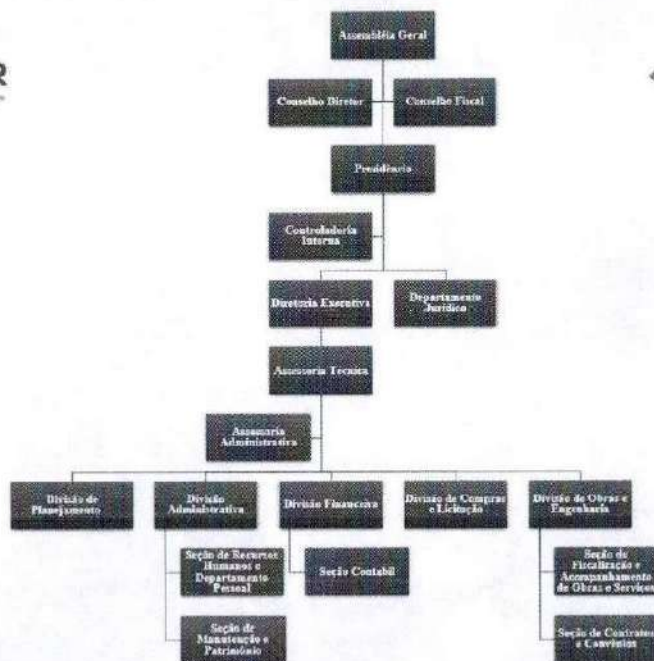 R
Assembléia Geral
Conselho Diretor
Conselho Fiscal
Presidência
Controladoria
Interna
Diretoria Executiva
Departamento
Jurídico
Assessoria Técnica
Assessoria
Administrativa
Divisão de
Planejamento
Divisão
Administrativa
Divisão Financeira
Divisão de Compras
e Licitação
Divisão de Obras e
Engenharia
Seção de Recursos
Humanos e
Departamento
Pessoal
Seção Contabil
Seção de
Fiscalização e
Acompanhamento
de Obras e Serviços
Seção de
Manutenção e
Patrimônio
Seção de Contratos
e Convênios